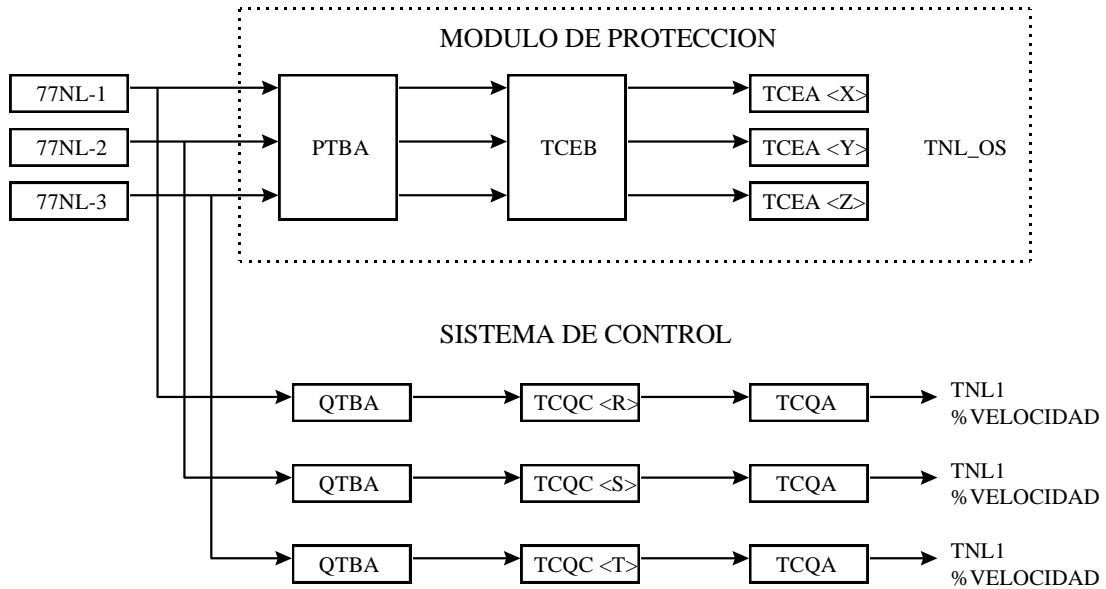 MODULO DE PROTECCION
77NL-1
77NL-2
77NL-3
PTBA
TCEB
TCEA <X>
TCEA <Y>
TCEA <Z>
TNL_OS
SISTEMA DE CONTROL
QTBA
TCQC <R>
TCQA
TNL1
%VELOCIDAD
QTBA
TCQC <S>
TCQA
TNL1
%VELOCIDAD
QTBA
TCQC <T>
TCQA
TNL1
%VELOCIDAD